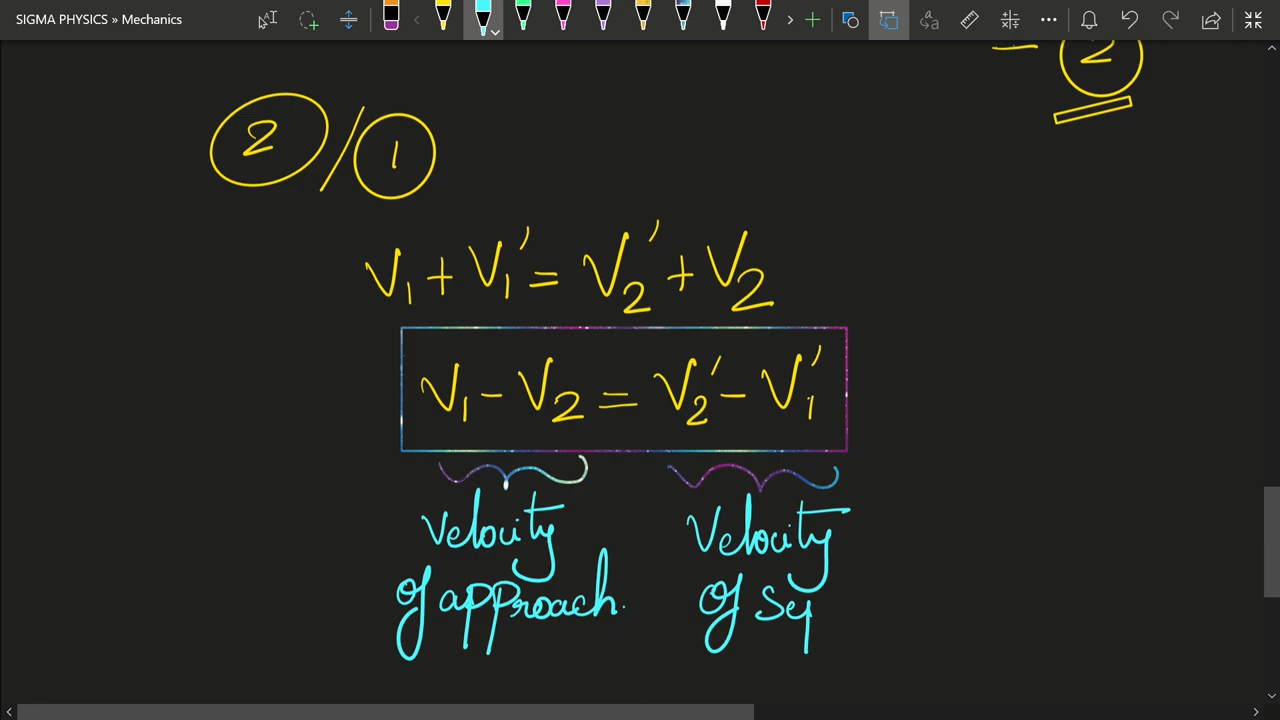 SIGMA PHYSICS » Mechanics
= 2
2 / 1
V₁ + V₁' = V₂' + V₂
V₁ - V₂ = V₂' - V₁'
Velocity Velocity
of approach. of sep